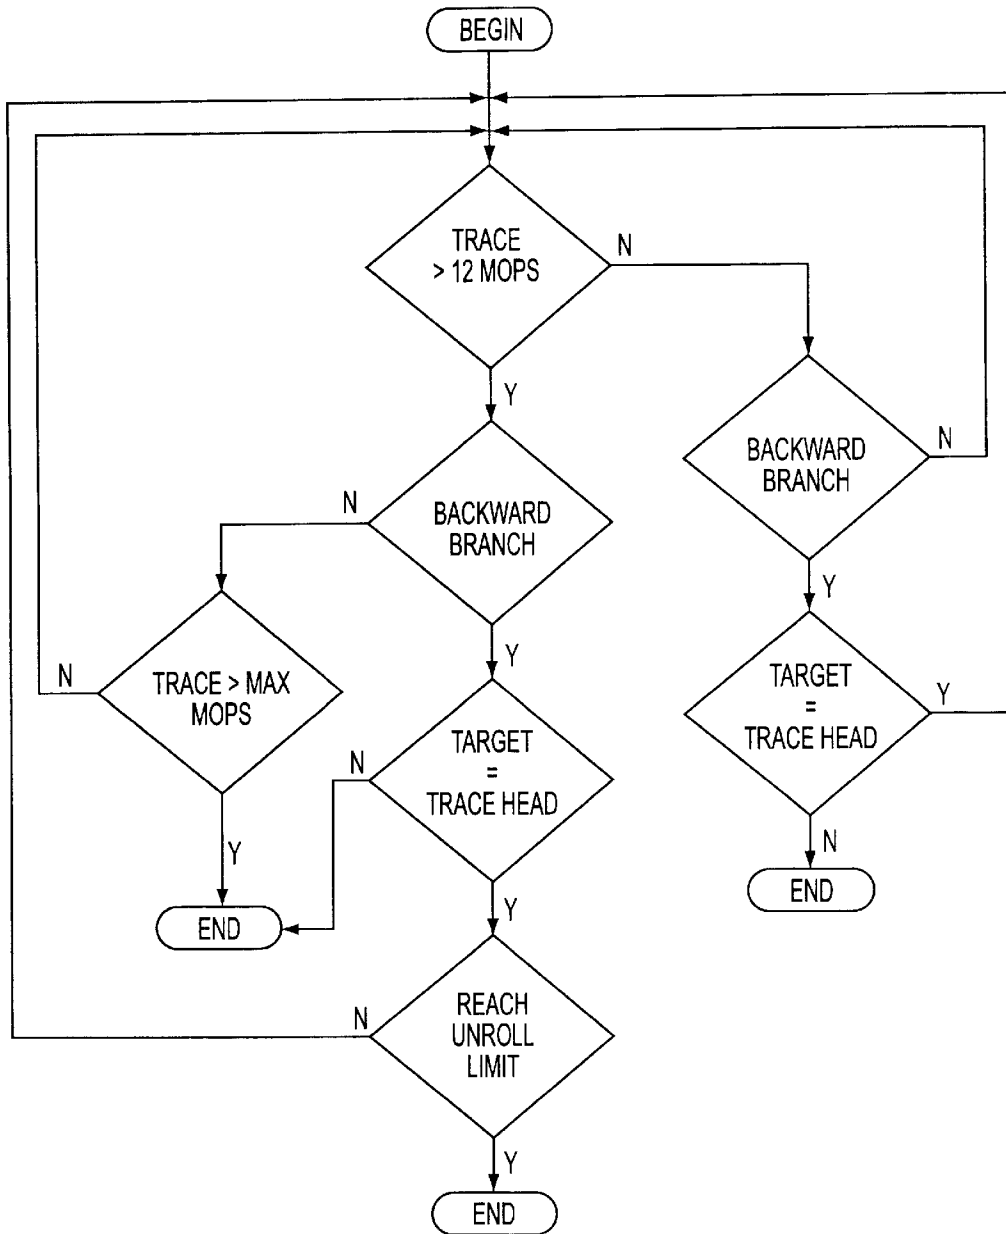 BEGIN
TRACE
> 12 MOPS
N
Y
BACKWARD
BRANCH
N
Y
BACKWARD
BRANCH
N
Y
TRACE > MAX
MOPS
N
Y
TARGET
=
TRACE HEAD
N
Y
TARGET
=
TRACE HEAD
Y
N
END
END
REACH
UNROLL
LIMIT
N
Y
END